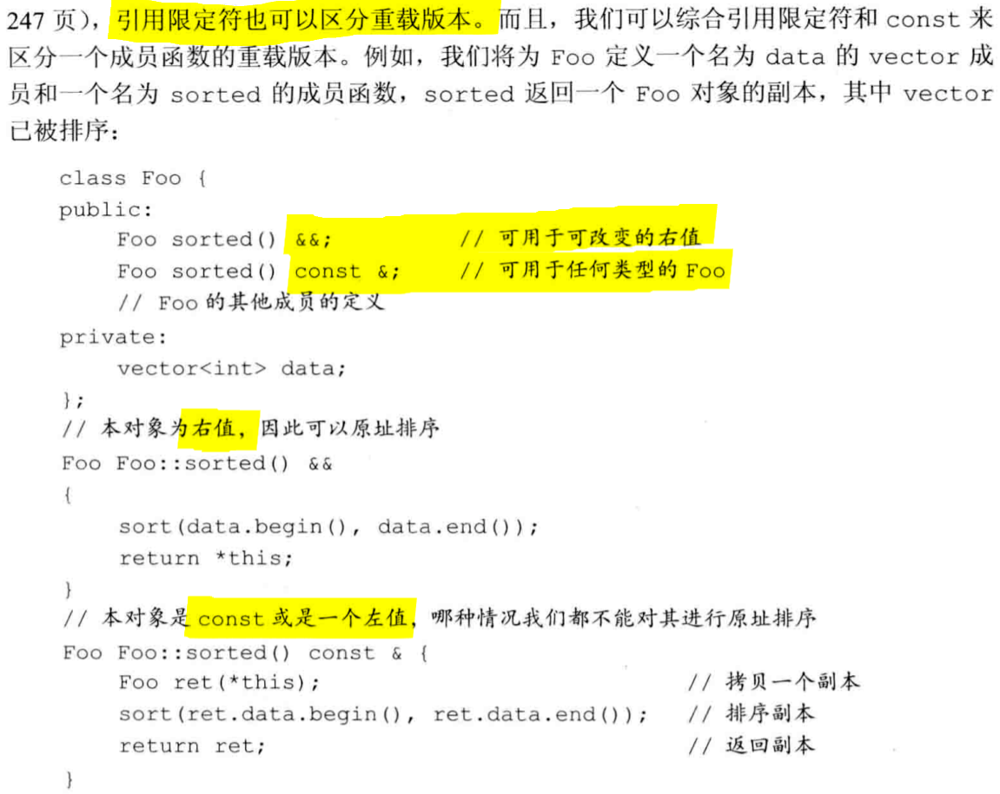 247 页），引用限定符也可以区分重载版本。而且，我们可以综合引用限定符和 const 来
区分一个成员函数的重载版本。例如，我们将为 Foo 定义一个名为 data 的 vector 成
员和一个名为 sorted 的成员函数，sorted 返回一个 Foo 对象的副本，其中 vector
已被排序：
class Foo {
public:
    Foo sorted() &&;         // 可用于可改变的右值
    Foo sorted() const &;    // 可用于任何类型的 Foo
    // Foo 的其他成员的定义
private:
    vector<int> data;
};
// 本对象为右值，因此可以原址排序
Foo Foo::sorted() &&
{
    sort(data.begin(), data.end());
    return *this;
}
// 本对象是 const 或是一个左值，哪种情况我们都不能对其进行原址排序
Foo Foo::sorted() const & {
    Foo ret(*this);                         // 拷贝一个副本
    sort(ret.data.begin(), ret.data.end());   // 排序副本
    return ret;                             // 返回副本
}